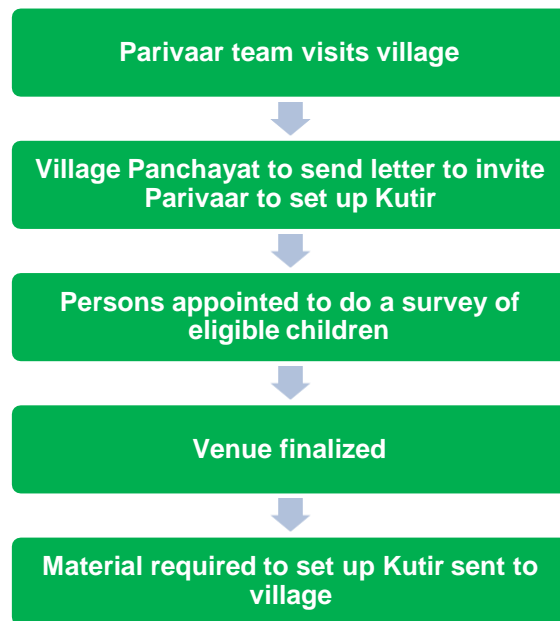 Parivaar team visits village
Village Panchayat to send letter to invite
Parivaar to set up Kutir
Persons appointed to do a survey of
eligible children
Venue finalized
Material required to set up Kutir sent to
village